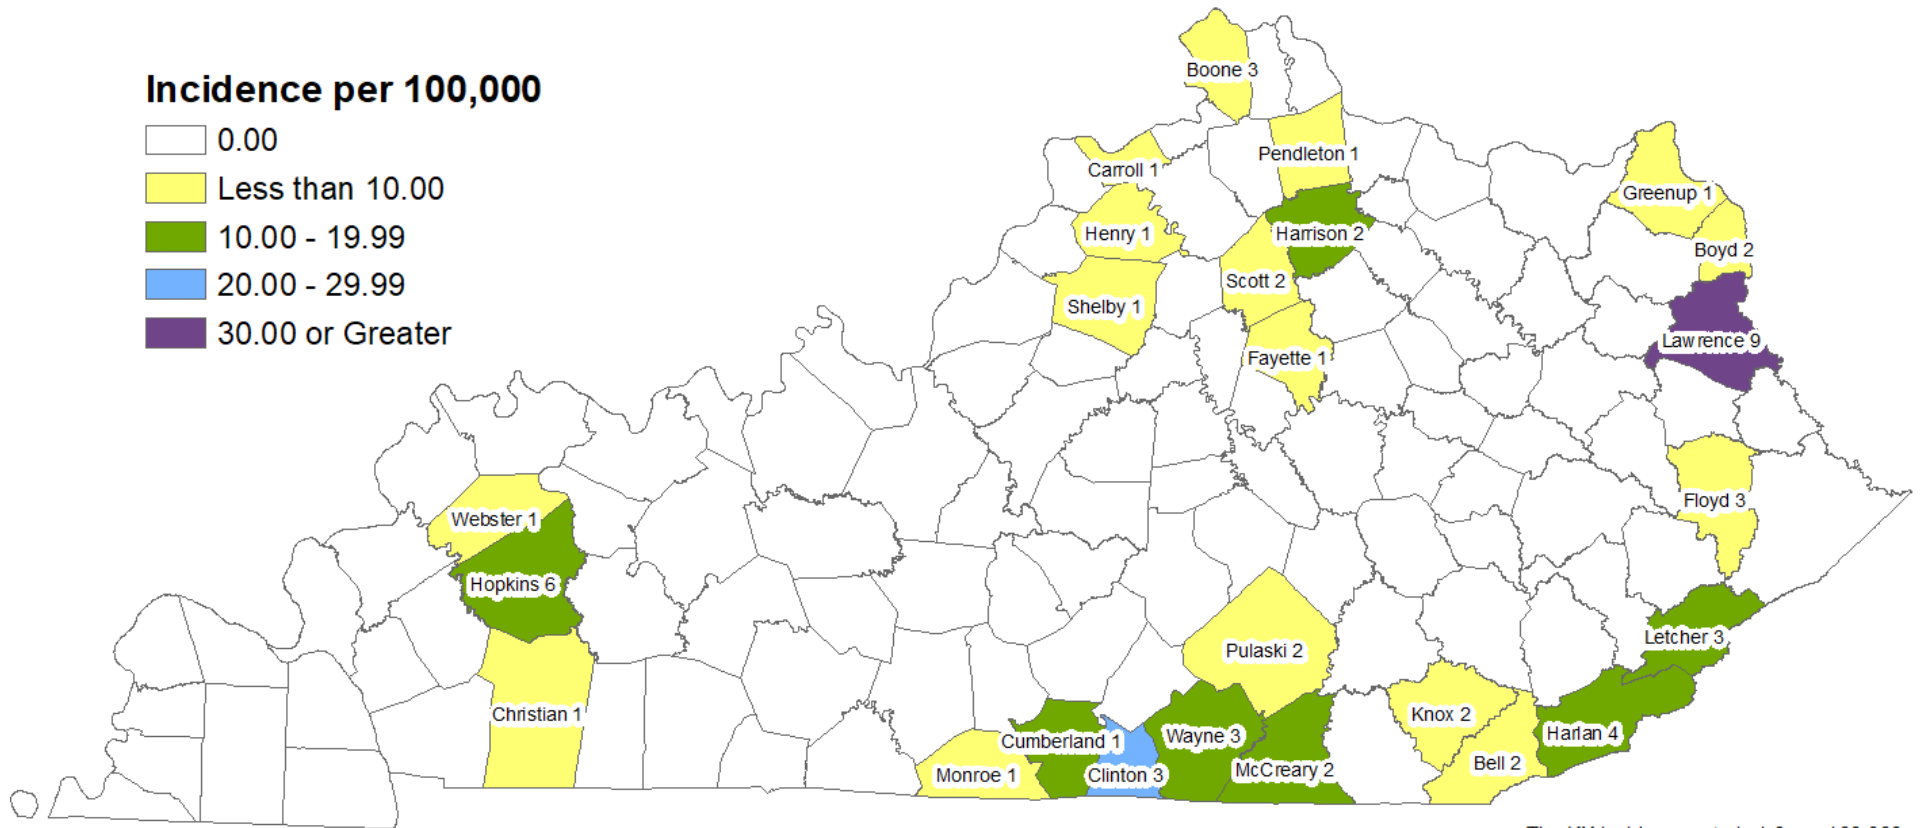 Incidence per 100,000
0.00
Less than 10.00
10.00 - 19.99
20.00 - 29.99
30.00 or Greater
Boone 3
Pendleton 1
Carroll 1
Greenup 1
Henry 1
Harrison 2
Boyd 2
Scott 2
Shelby 1
Lawrence 9
Fayette 1
Floyd 3
Webster 1
Hopkins 6
Letcher 3
Pulaski 2
Christian 1
Knox 2
Cumberland 1
Wayne 3
Harlan 4
Bell 2
McCreary 2
Monroe 1
Clinton 3